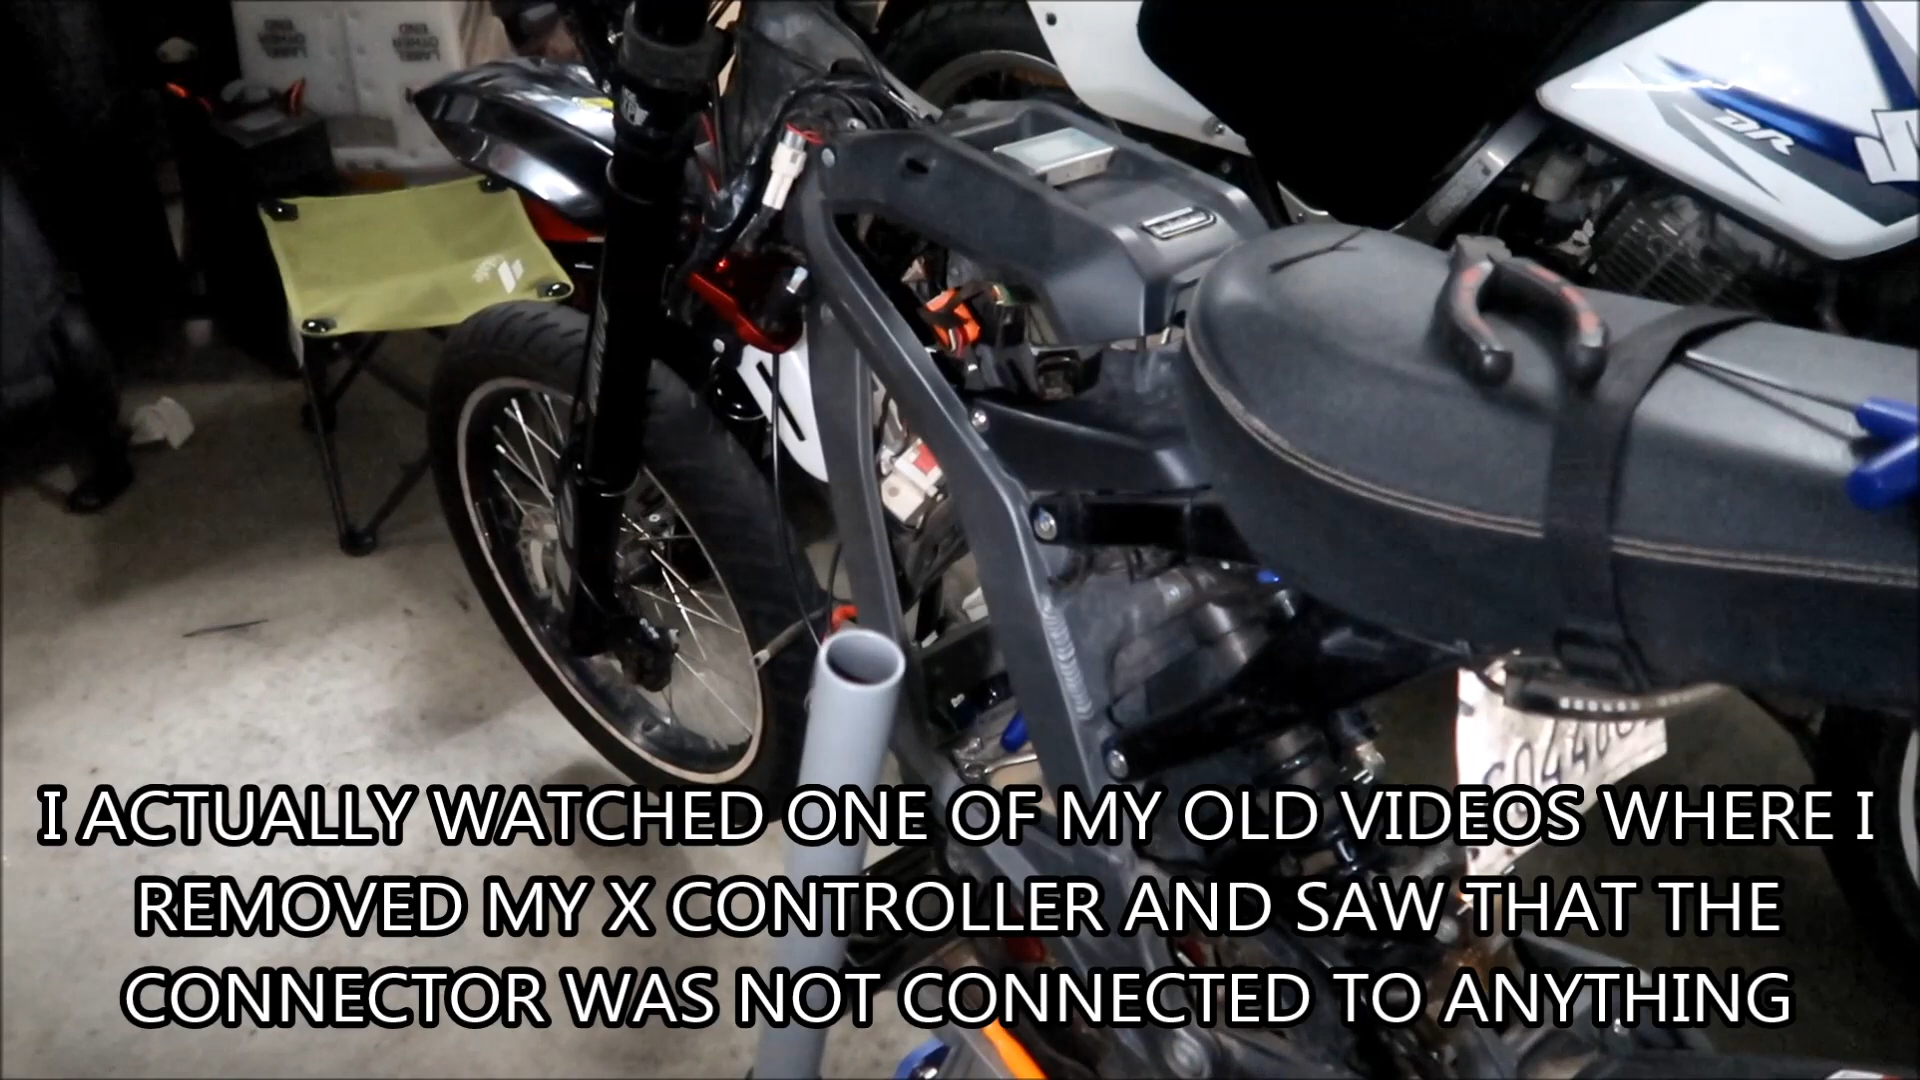 DR
I ACTUALLY WATCHED ONE OF MY OLD VIDEOS WHERE I
REMOVED MY X CONTROLLER AND SAW THAT THE
CONNECTOR WAS NOT CONNECTED TO ANYTHING